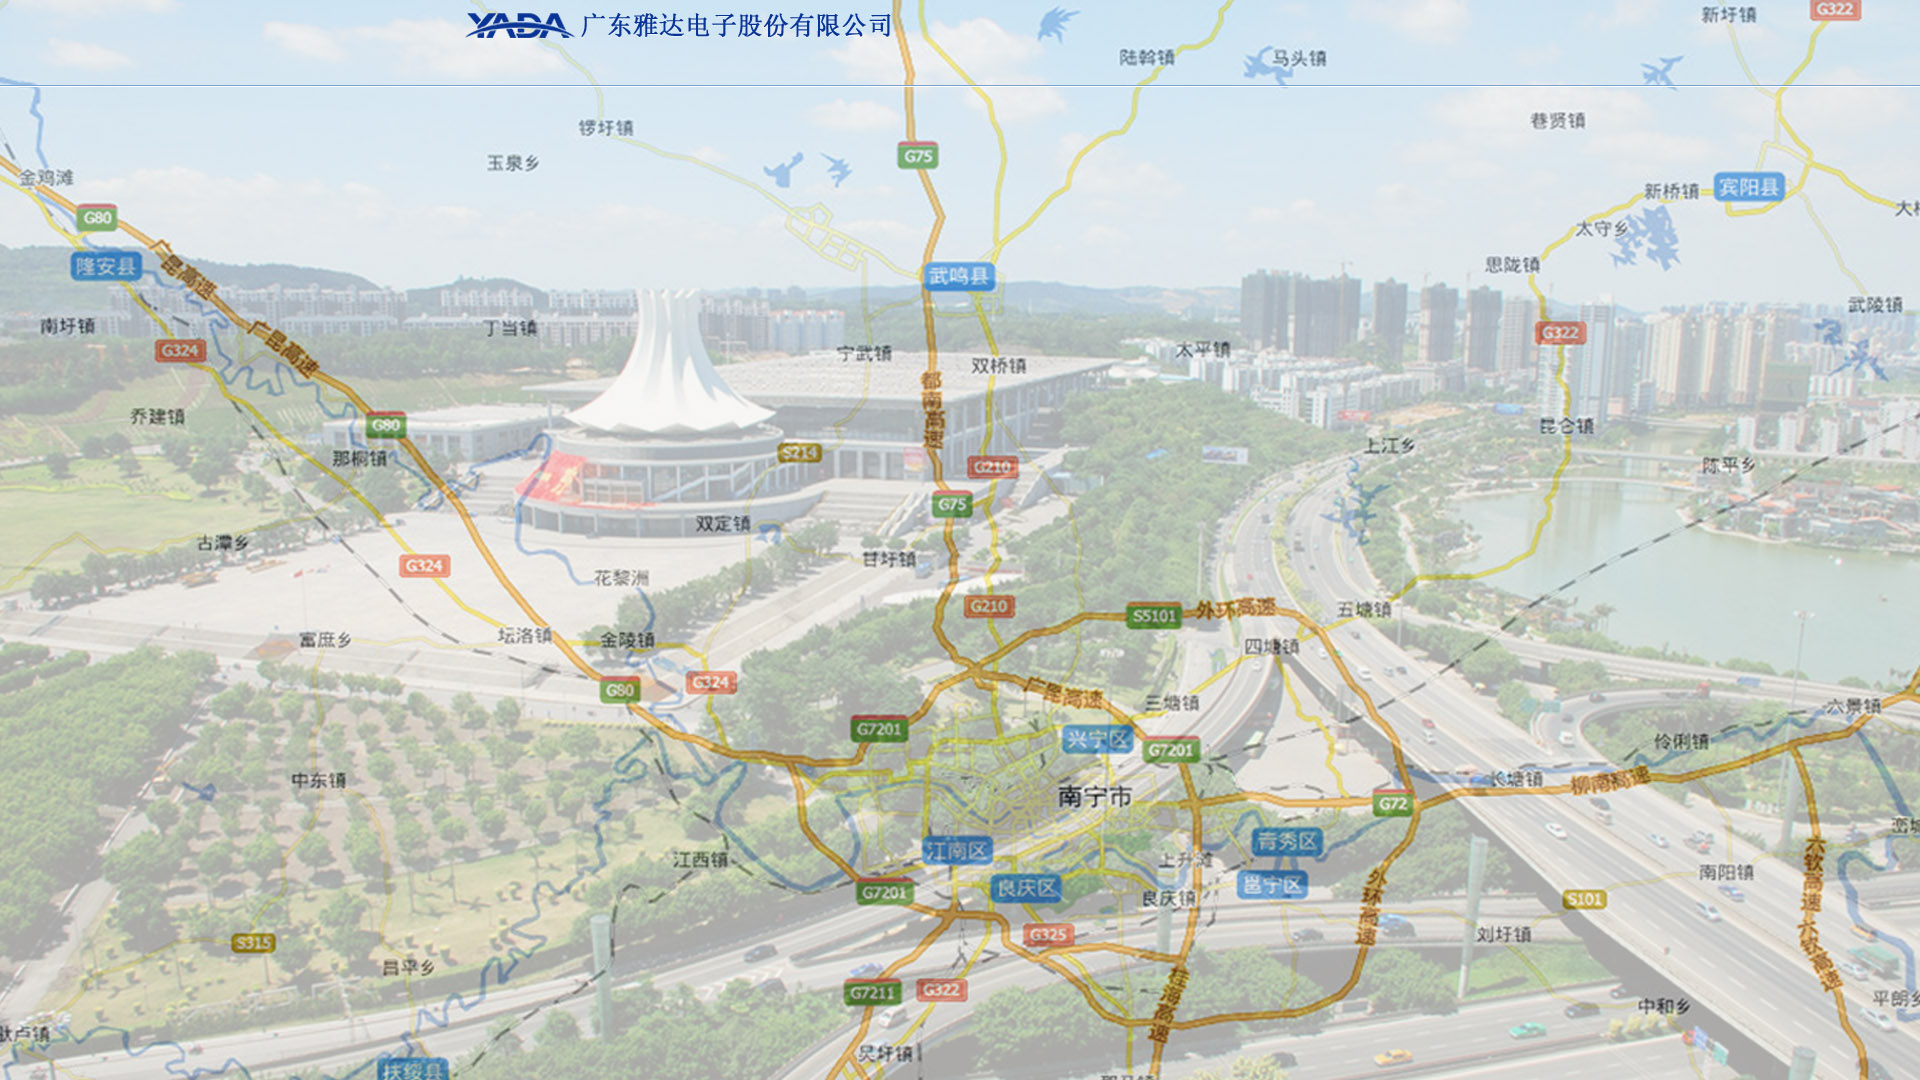 YADA 广东雅达电子股份有限公司
新圩镇
G322
陆斡镇
马头镇
锣圩镇
巷贤镇
玉泉乡
G75
金鸡滩
新桥镇
宾阳县
G80
太守乡
隆安县
广昆高速
武鸣县
思陇镇
武陵镇
南圩镇
丁当镇
广昆高速
G322
G324
宁武镇
双桥镇
太平镇
都南高速
乔建镇
G80
昆仑镇
那桐镇
S214
上江乡
陈平乡
G210
G75
双定镇
古潭乡
甘圩镇
G324
花黎洲
G210
S5101
外环高速
五塘镇
富庶乡
坛洛镇
金陵镇
四塘镇
G80
G324
广昆高速
三塘镇
六景镇
G7201
兴宁区
G7201
伶俐镇
中东镇
南宁市
G72
长塘镇
柳南高速
江西镇
江南区
青秀区
六钦高速
上升滩
南阳镇
G7201
良庆区
邕宁区
良庆镇
外环高速
S101
S315
G325
刘圩镇
昌平乡
六钦高速
G7211
G322
桂海高速
中和乡
平朗乡
吴圩镇
扶绥县